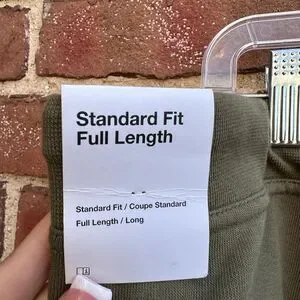 Standard Fit
Full Length
Standard Fit / Coupe Standard
Full Length / Long